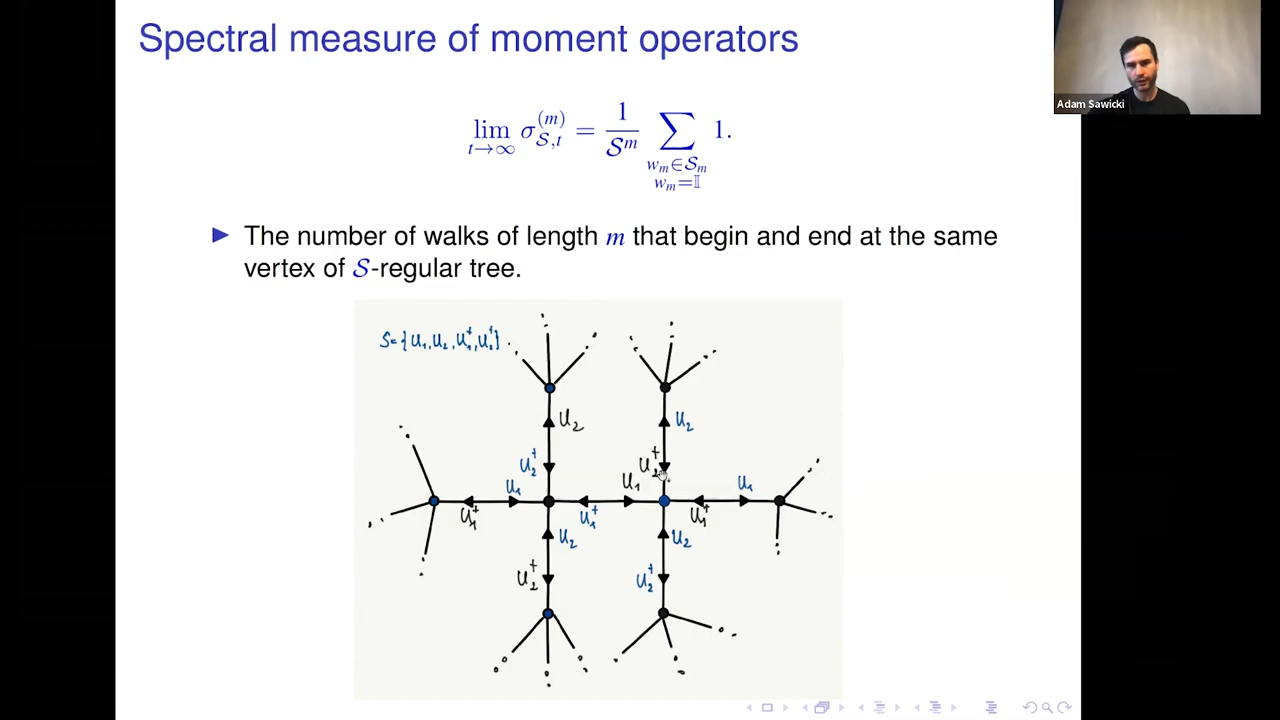 Spectral measure of moment operators
Adam Sawicki
lim_{t→∞} σ_{𝒮,t}^{(m)} = 1/𝒮^m ∑_{w_m∈𝒮_m, w_m=𝕀} 1.
► The number of walks of length m that begin and end at the same
vertex of 𝒮-regular tree.
S={U₁,U₂,U₁†,U₂†}
U₂ U₂
U₂† U₂†
U₁ U₁ U₁
U₁† U₁† U₁†
U₂ U₂
U₂† U₂†